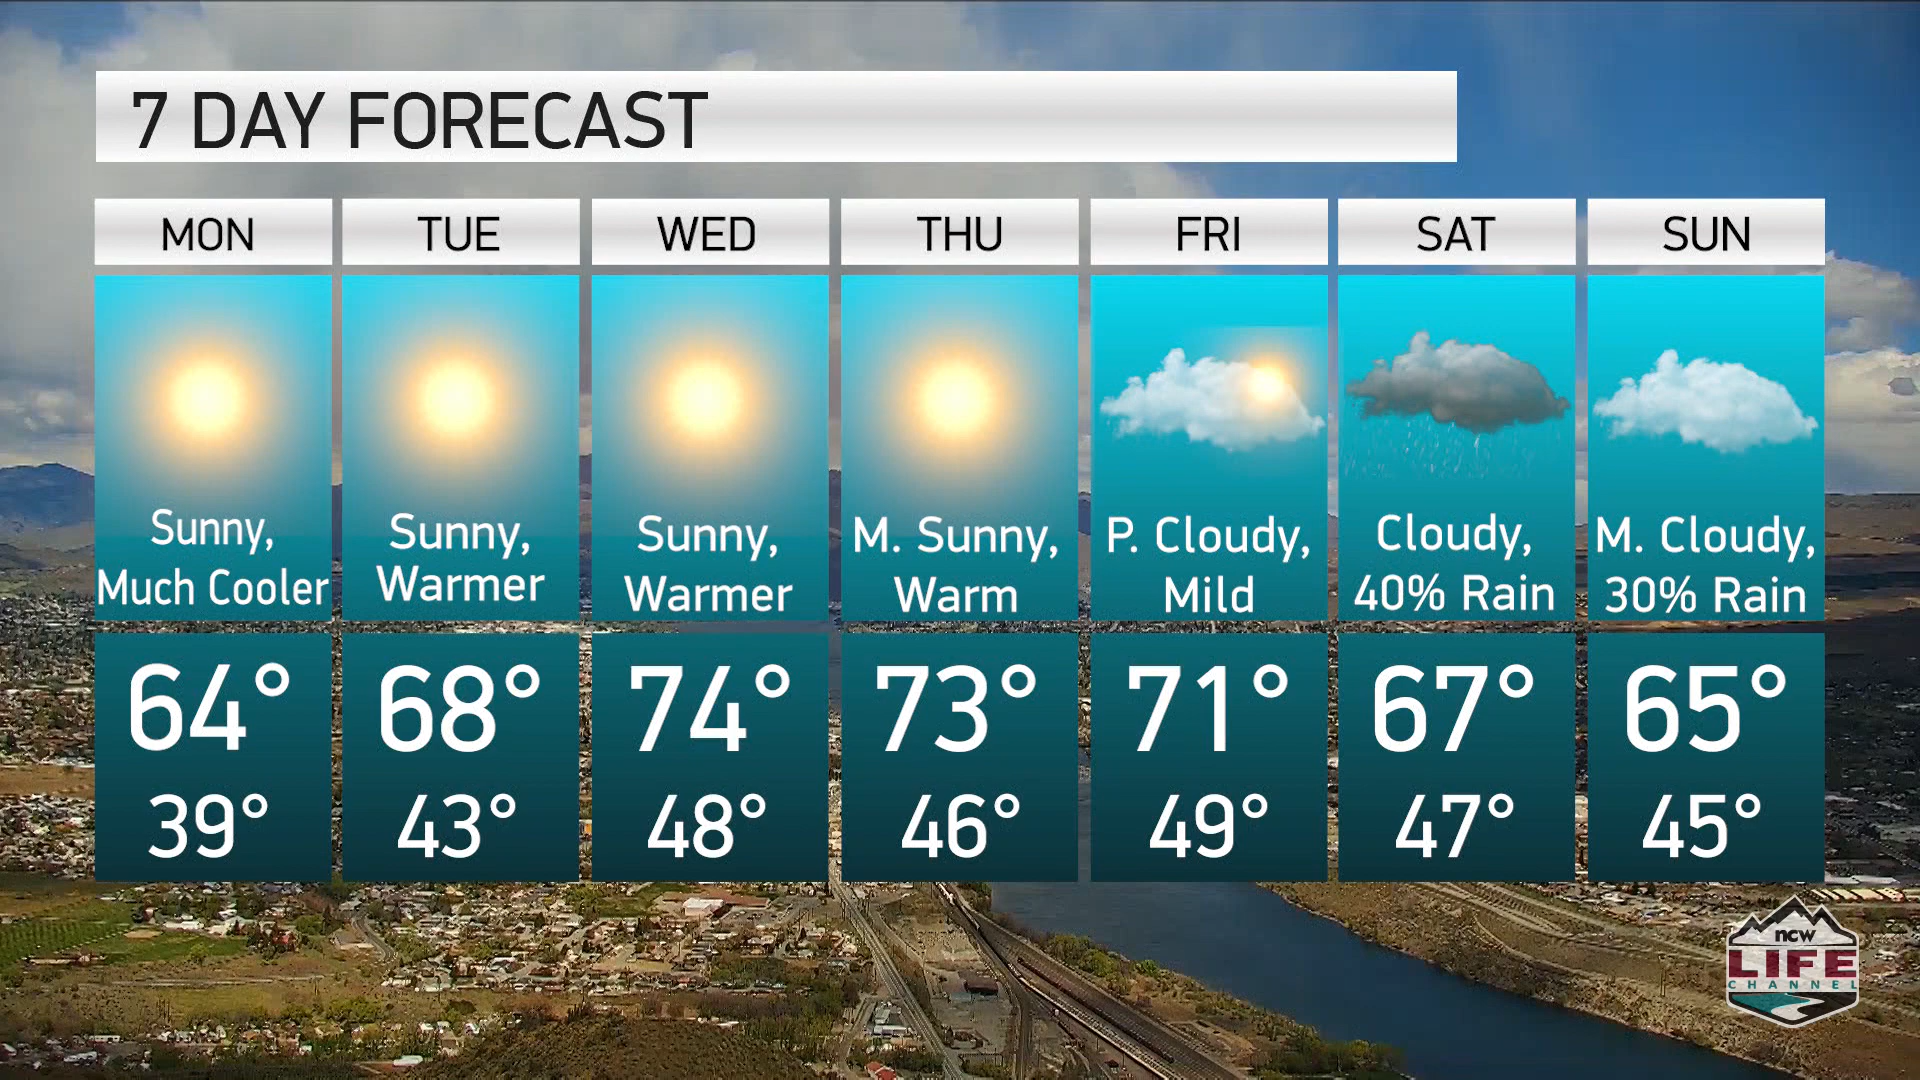 7 DAY FORECAST
MON TUE WED THU FRI SAT SUN
Sunny,
Much Cooler
Sunny,
Warmer
Sunny,
Warmer
M. Sunny,
Warm
P. Cloudy,
Mild
Cloudy,
40% Rain
M. Cloudy,
30% Rain
64° 68° 74° 73° 71° 67° 65°
39° 43° 48° 46° 49° 47° 45°
ncw
LIFE
CHANNEL